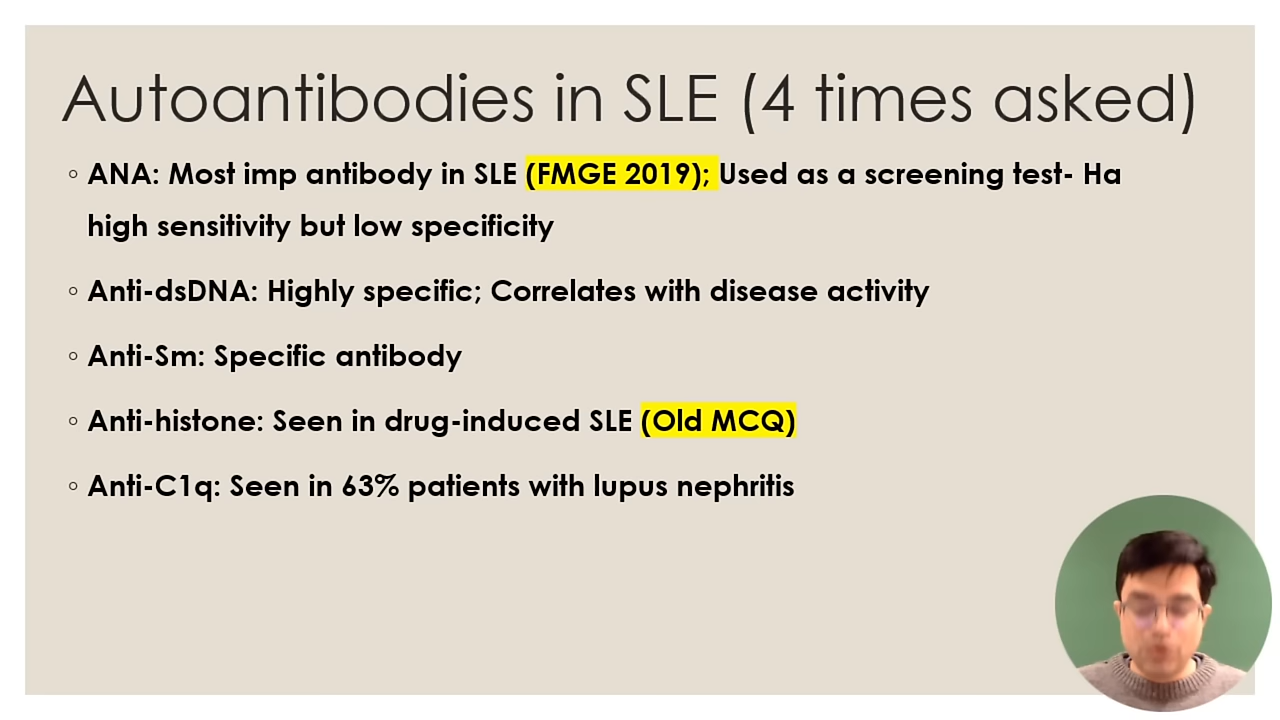 Autoantibodies in SLE (4 times asked)
◦ ANA: Most imp antibody in SLE (FMGE 2019); Used as a screening test- Ha
high sensitivity but low specificity
◦ Anti-dsDNA: Highly specific; Correlates with disease activity
◦ Anti-Sm: Specific antibody
◦ Anti-histone: Seen in drug-induced SLE (Old MCQ)
◦ Anti-C1q: Seen in 63% patients with lupus nephritis